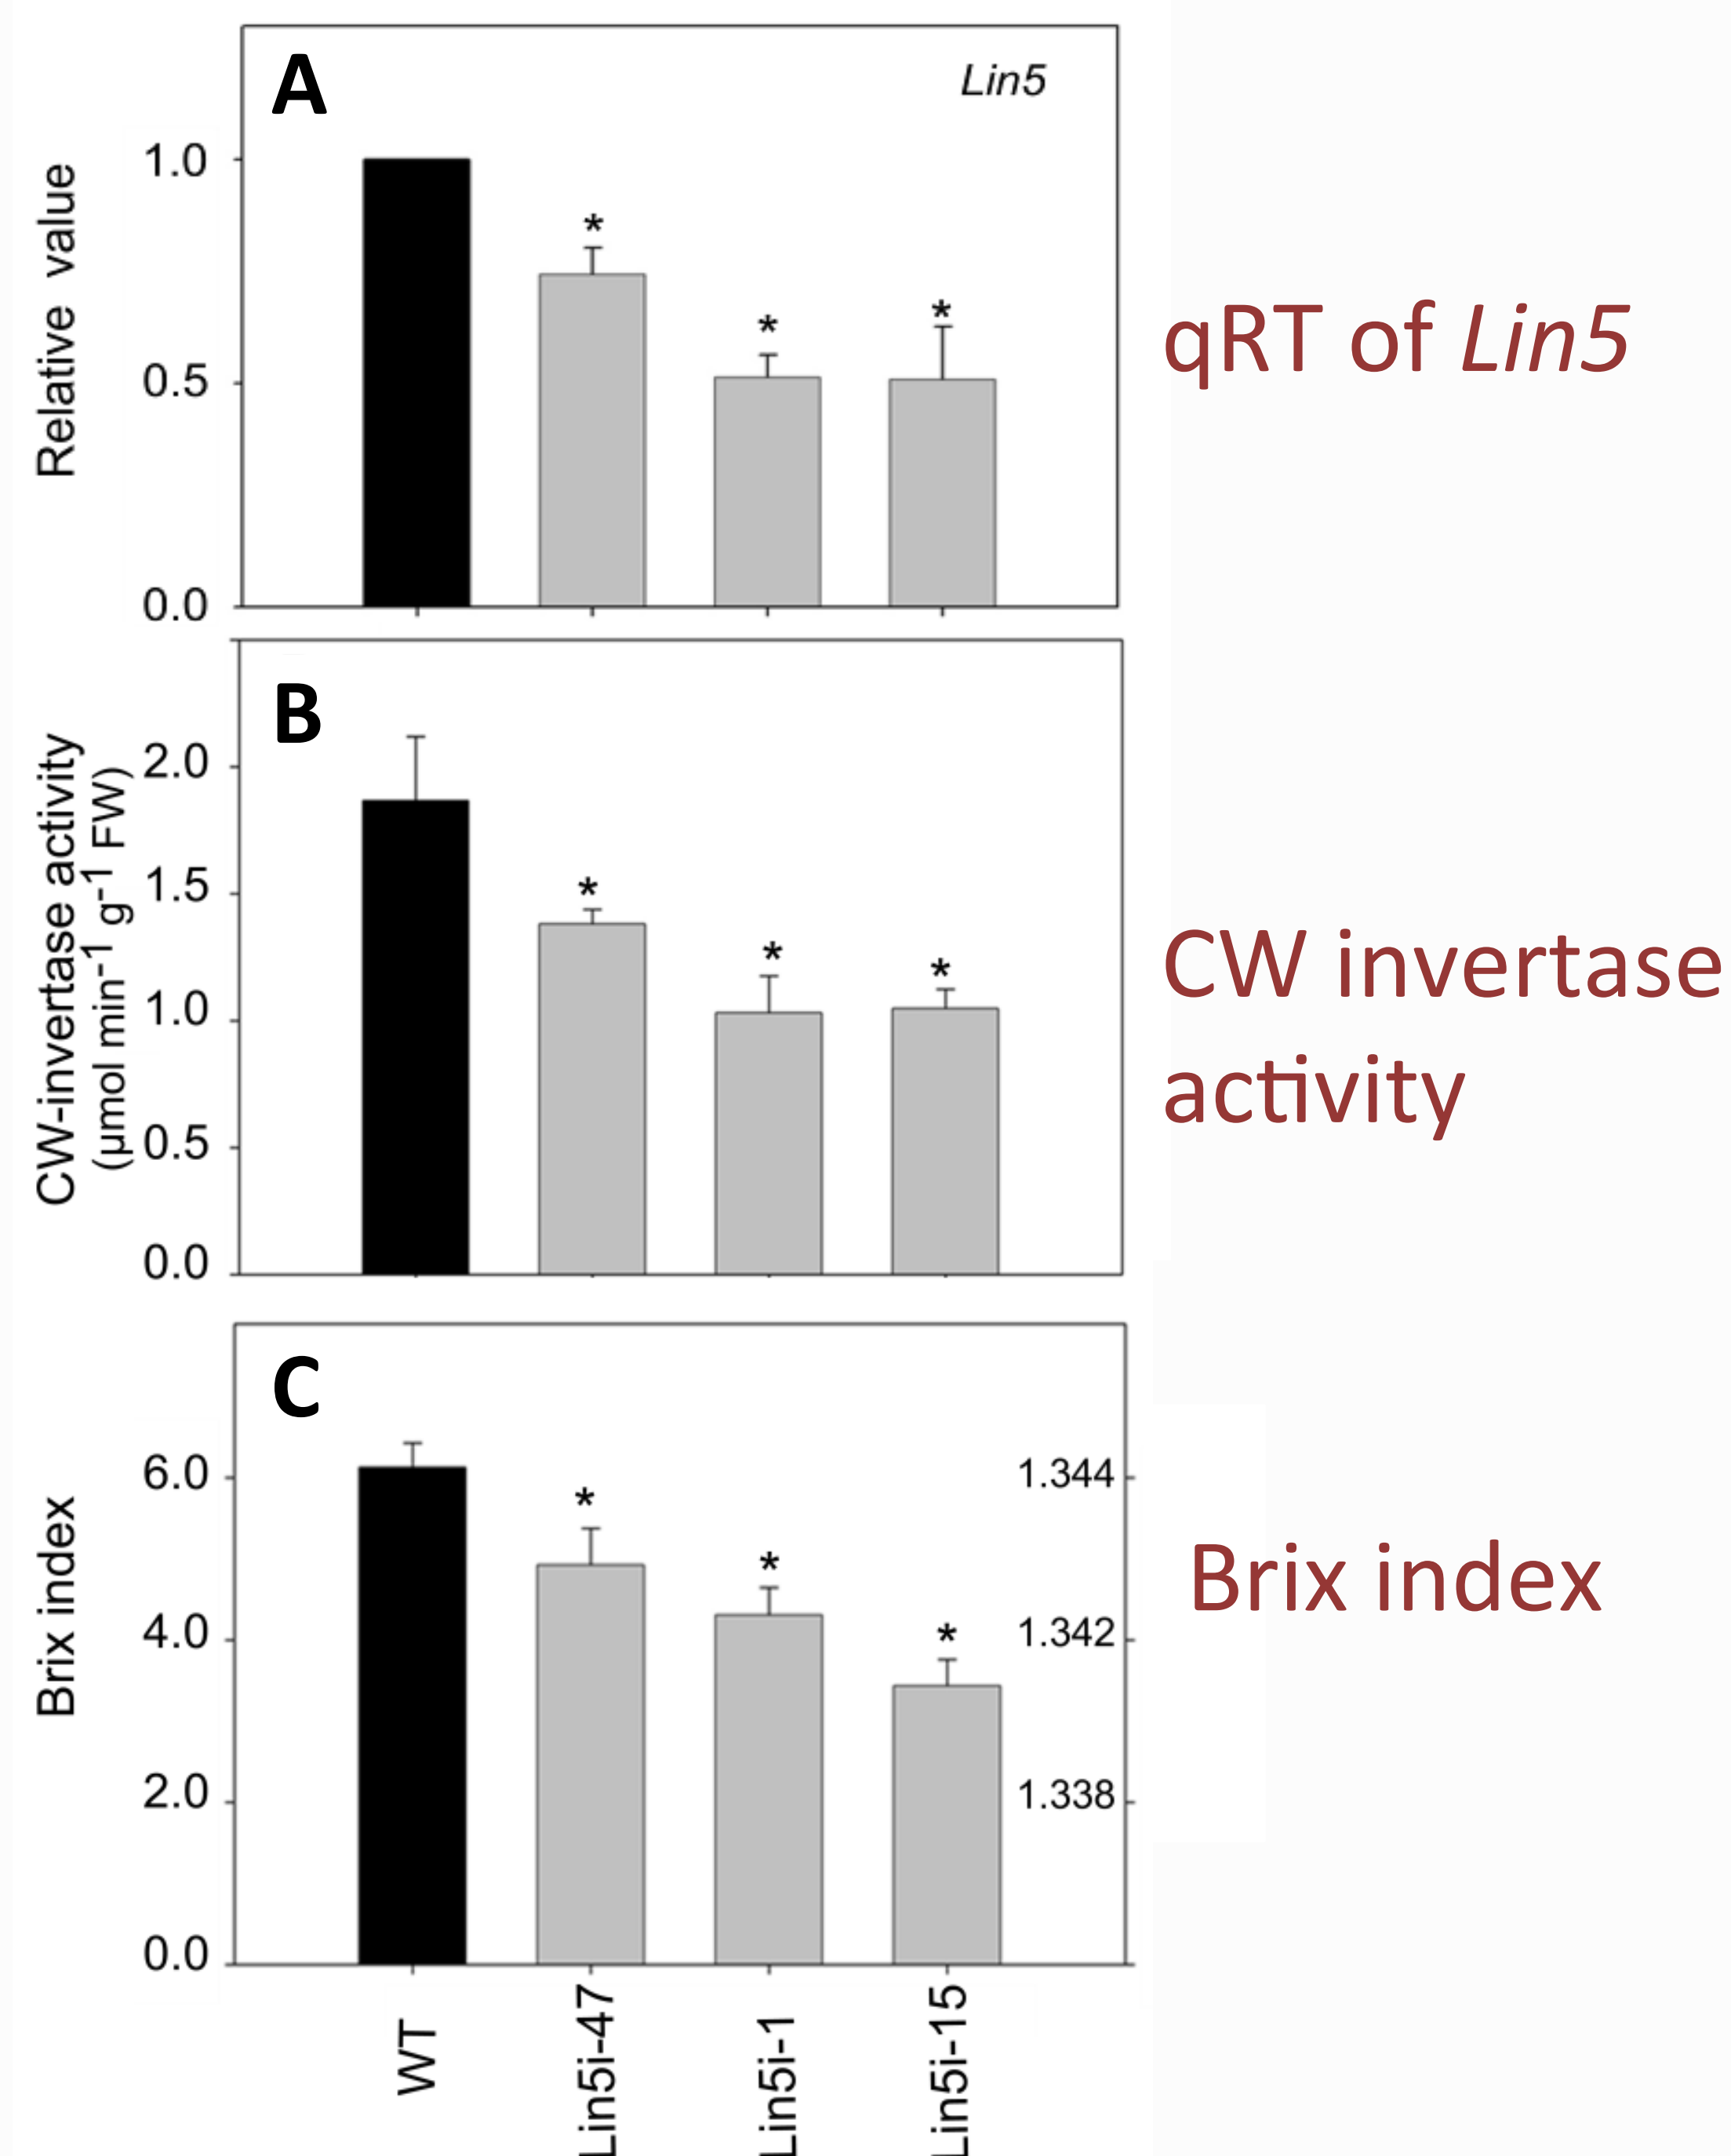 A
Lin5
Relative value
1.0
0.5
0.0
qRT of Lin5
B
CW-invertase activity
(µmol min-1 g-1 FW)
2.0
1.5
1.0
0.5
0.0
CW invertase
activity
C
Brix index
6.0
4.0
2.0
0.0
1.344
1.342
1.338
Brix index
WT
Lin5i-47
Lin5i-1
Lin5i-15
*
*
*
*
*
*
*
*
*